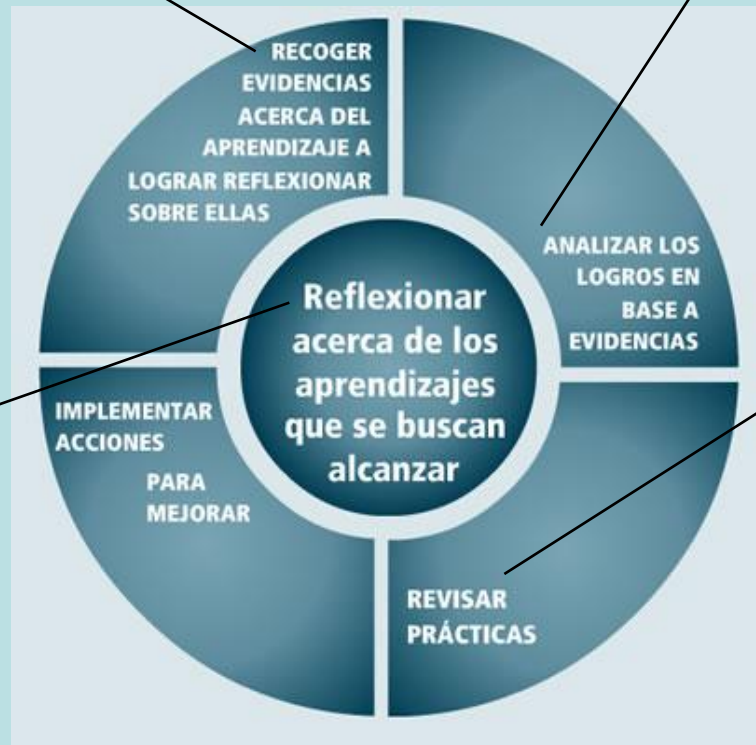 RECOGER
EVIDENCIAS
ACERCA DEL
APRENDIZAJE A
LOGRAR REFLEXIONAR
SOBRE ELLAS
ANALIZAR LOS
LOGROS EN
BASE A
EVIDENCIAS
Reflexionar
acerca de los
aprendizajes
que se buscan
alcanzar
IMPLEMENTAR
ACCIONES
PARA
MEJORAR
REVISAR
PRÁCTICAS